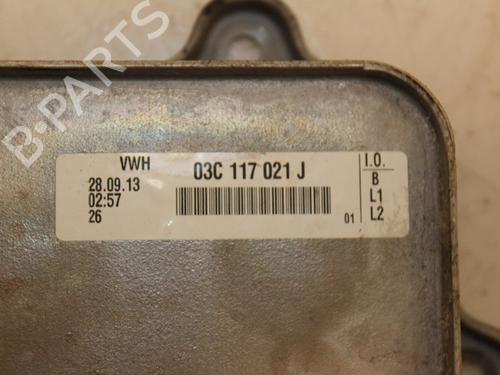 B-PARTS
VWH 03C 117 021 J I.O.
28.09.13 B
02:57 L1
26 01 L2